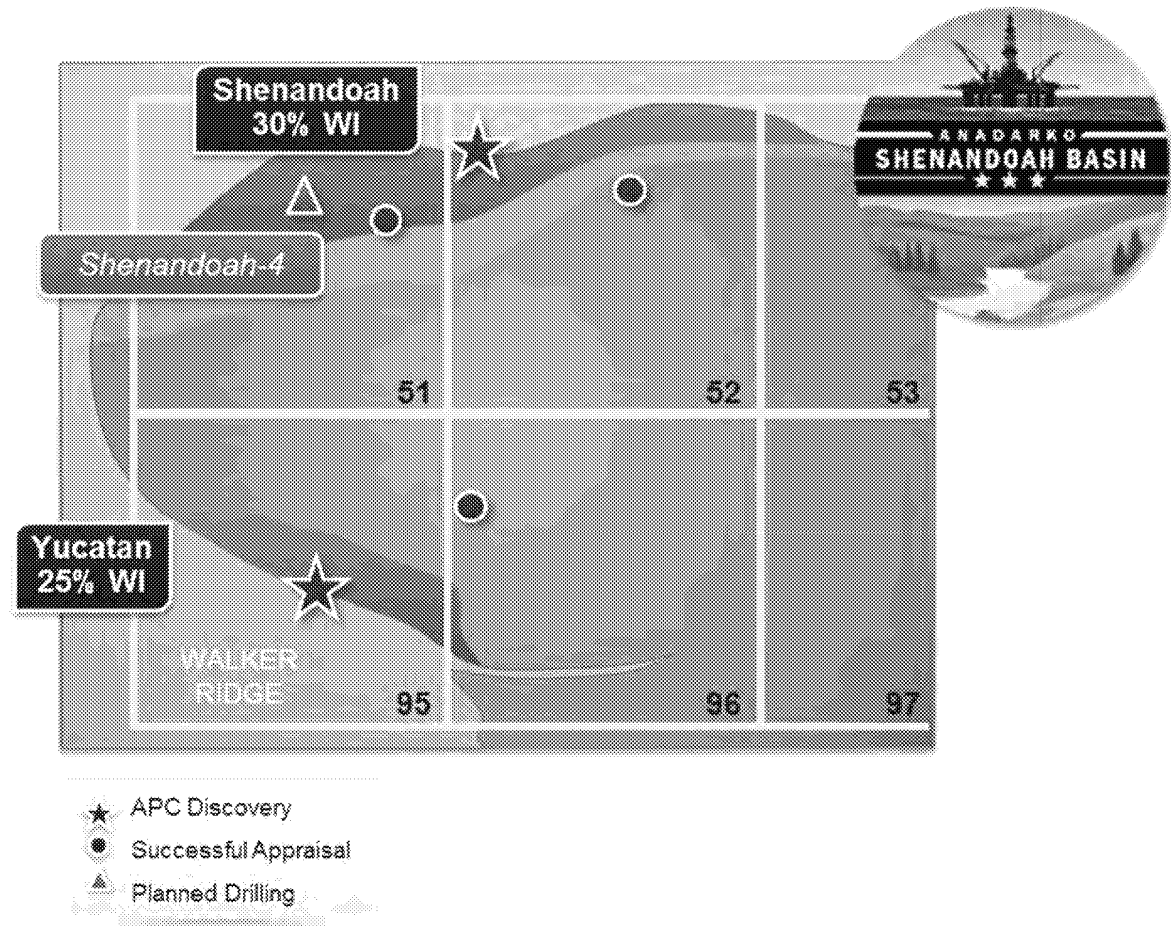 Shenandoah
30% WI
ANADARKO
SHENANDOAH BASIN
Shenandoah-4
51
52
53
Yucatan
25% WI
WALKER
RIDGE
95
96
97
APC Discovery
Successful Appraisal
Planned Drilling